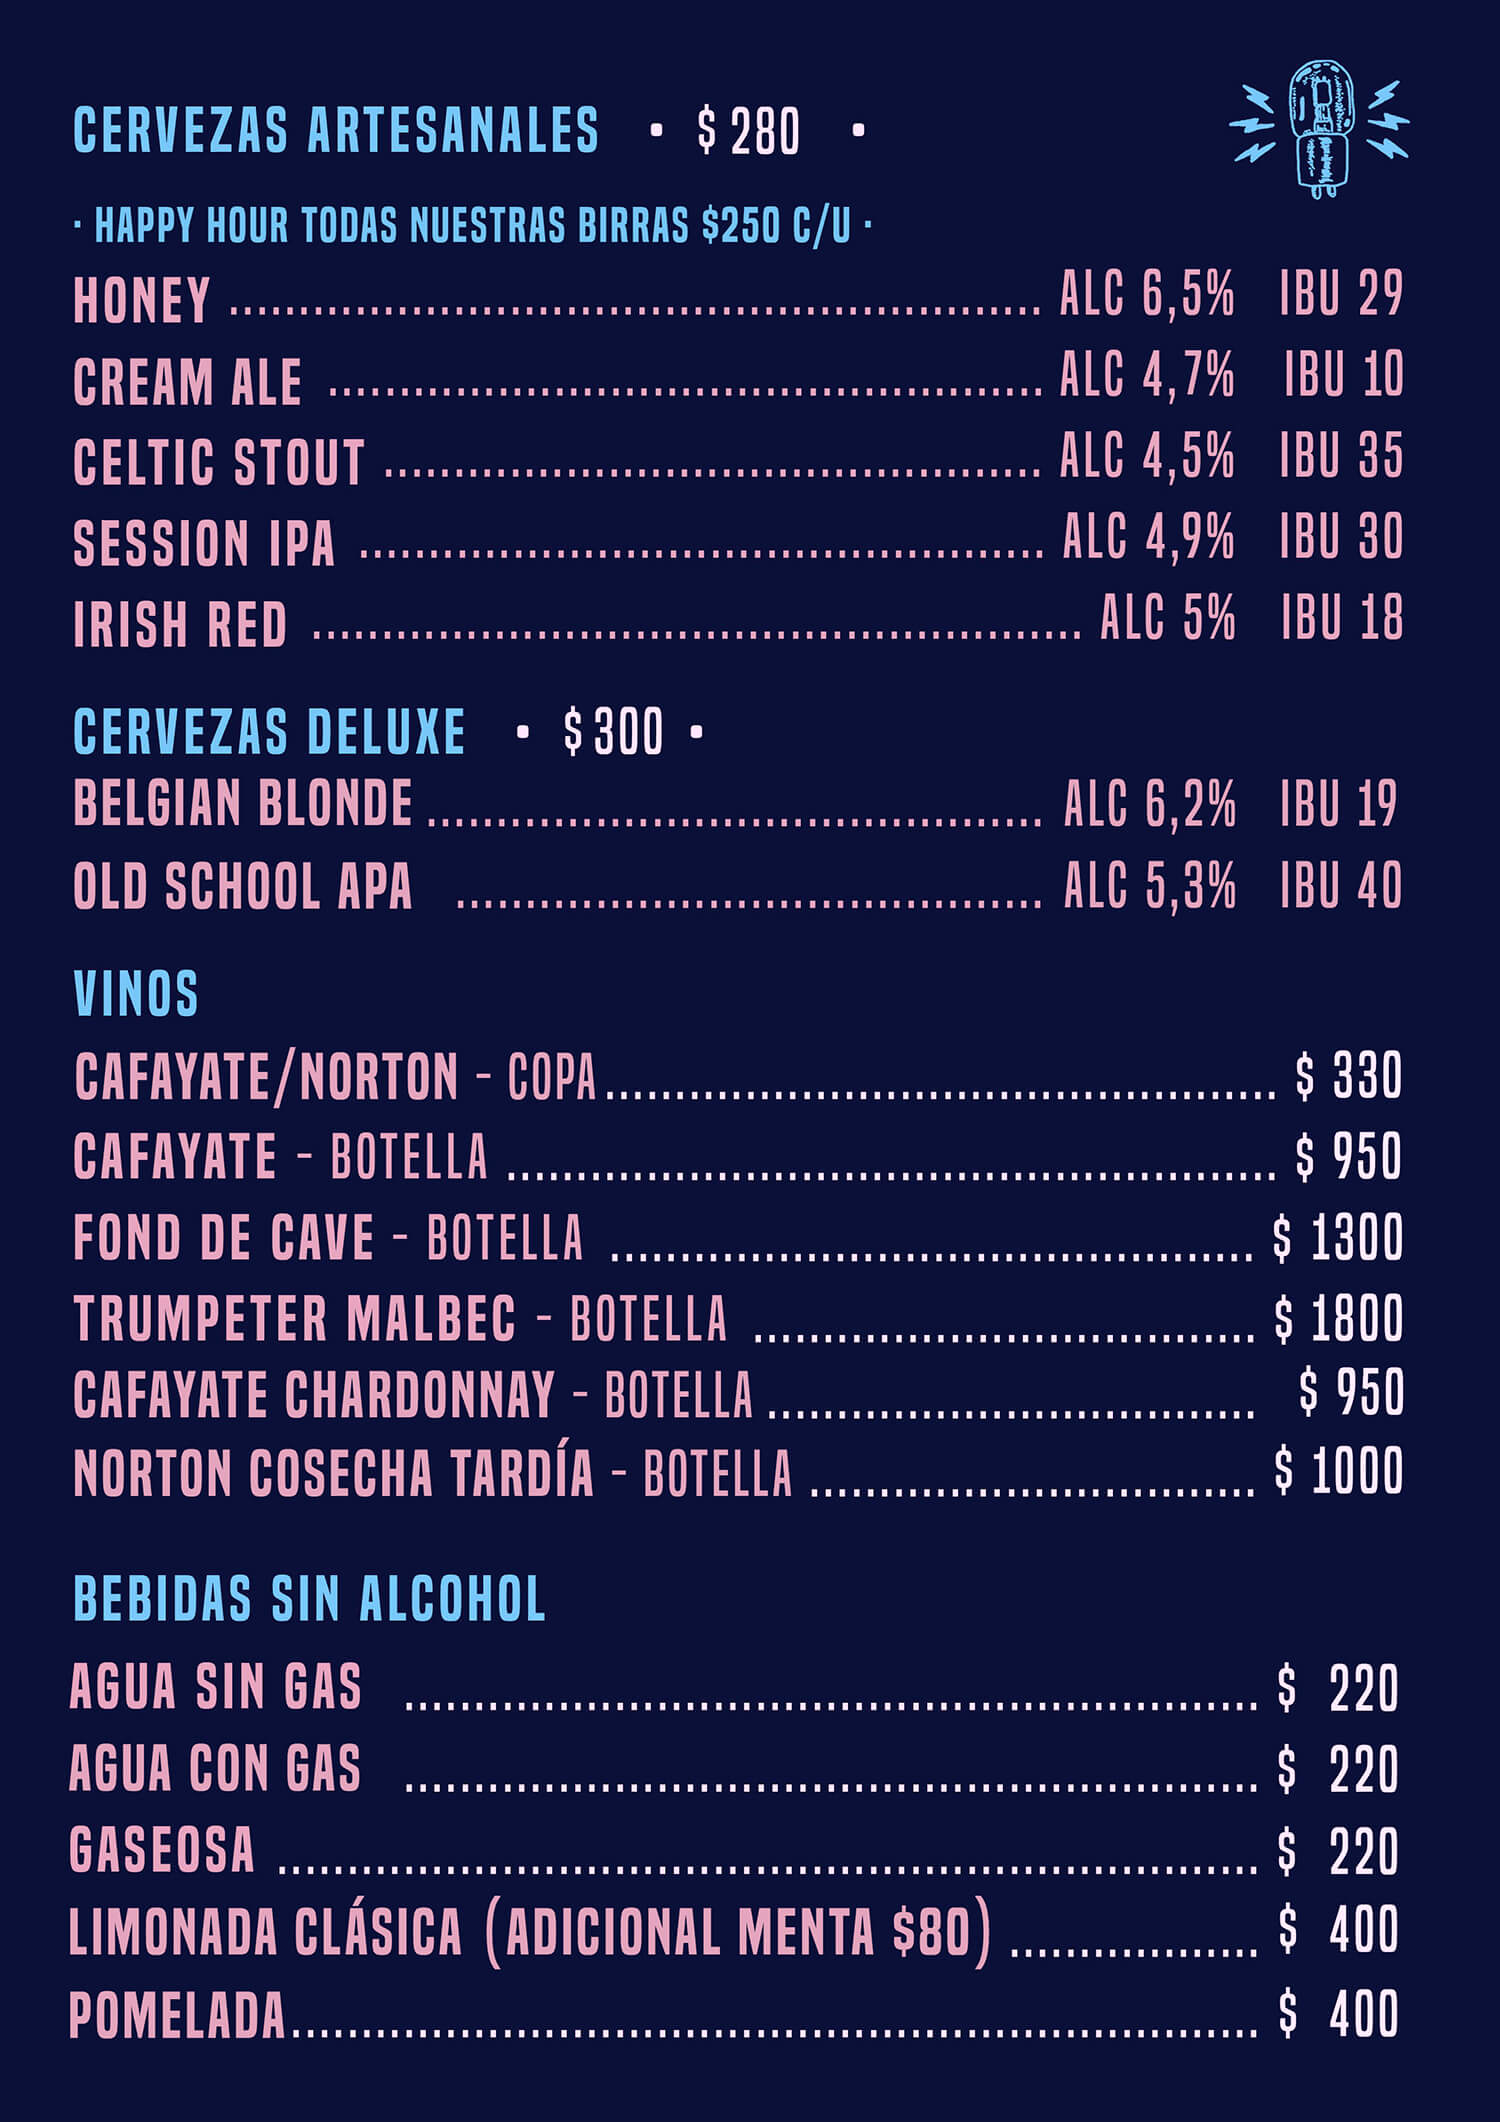 CERVEZAS ARTESANALES • $ 280 •
· HAPPY HOUR TODAS NUESTRAS BIRRAS $250 C/U ·
HONEY .......................................................... ALC 6,5% IBU 29
CREAM ALE ................................................... ALC 4,7% IBU 10
CELTIC STOUT ............................................... ALC 4,5% IBU 35
SESSION IPA ................................................. ALC 4,9% IBU 30
IRISH RED ....................................................... ALC 5% IBU 18
CERVEZAS DELUXE • $ 300 •
BELGIAN BLONDE ............................................ ALC 6,2% IBU 19
OLD SCHOOL APA .......................................... ALC 5,3% IBU 40
VINOS
CAFAYATE/NORTON - COPA................................................ $ 330
CAFAYATE - BOTELLA ....................................................... $ 950
FOND DE CAVE - BOTELLA .............................................. $ 1300
TRUMPETER MALBEC - BOTELLA .................................... $ 1800
CAFAYATE CHARDONNAY - BOTELLA ................................... $ 950
NORTON COSECHA TARDÍA - BOTELLA ................................ $ 1000
BEBIDAS SIN ALCOHOL
AGUA SIN GAS ............................................................. $ 220
AGUA CON GAS ............................................................. $ 220
GASEOSA ...................................................................... $ 220
LIMONADA CLÁSICA (ADICIONAL MENTA $80) .................. $ 400
POMELADA..................................................................... $ 400